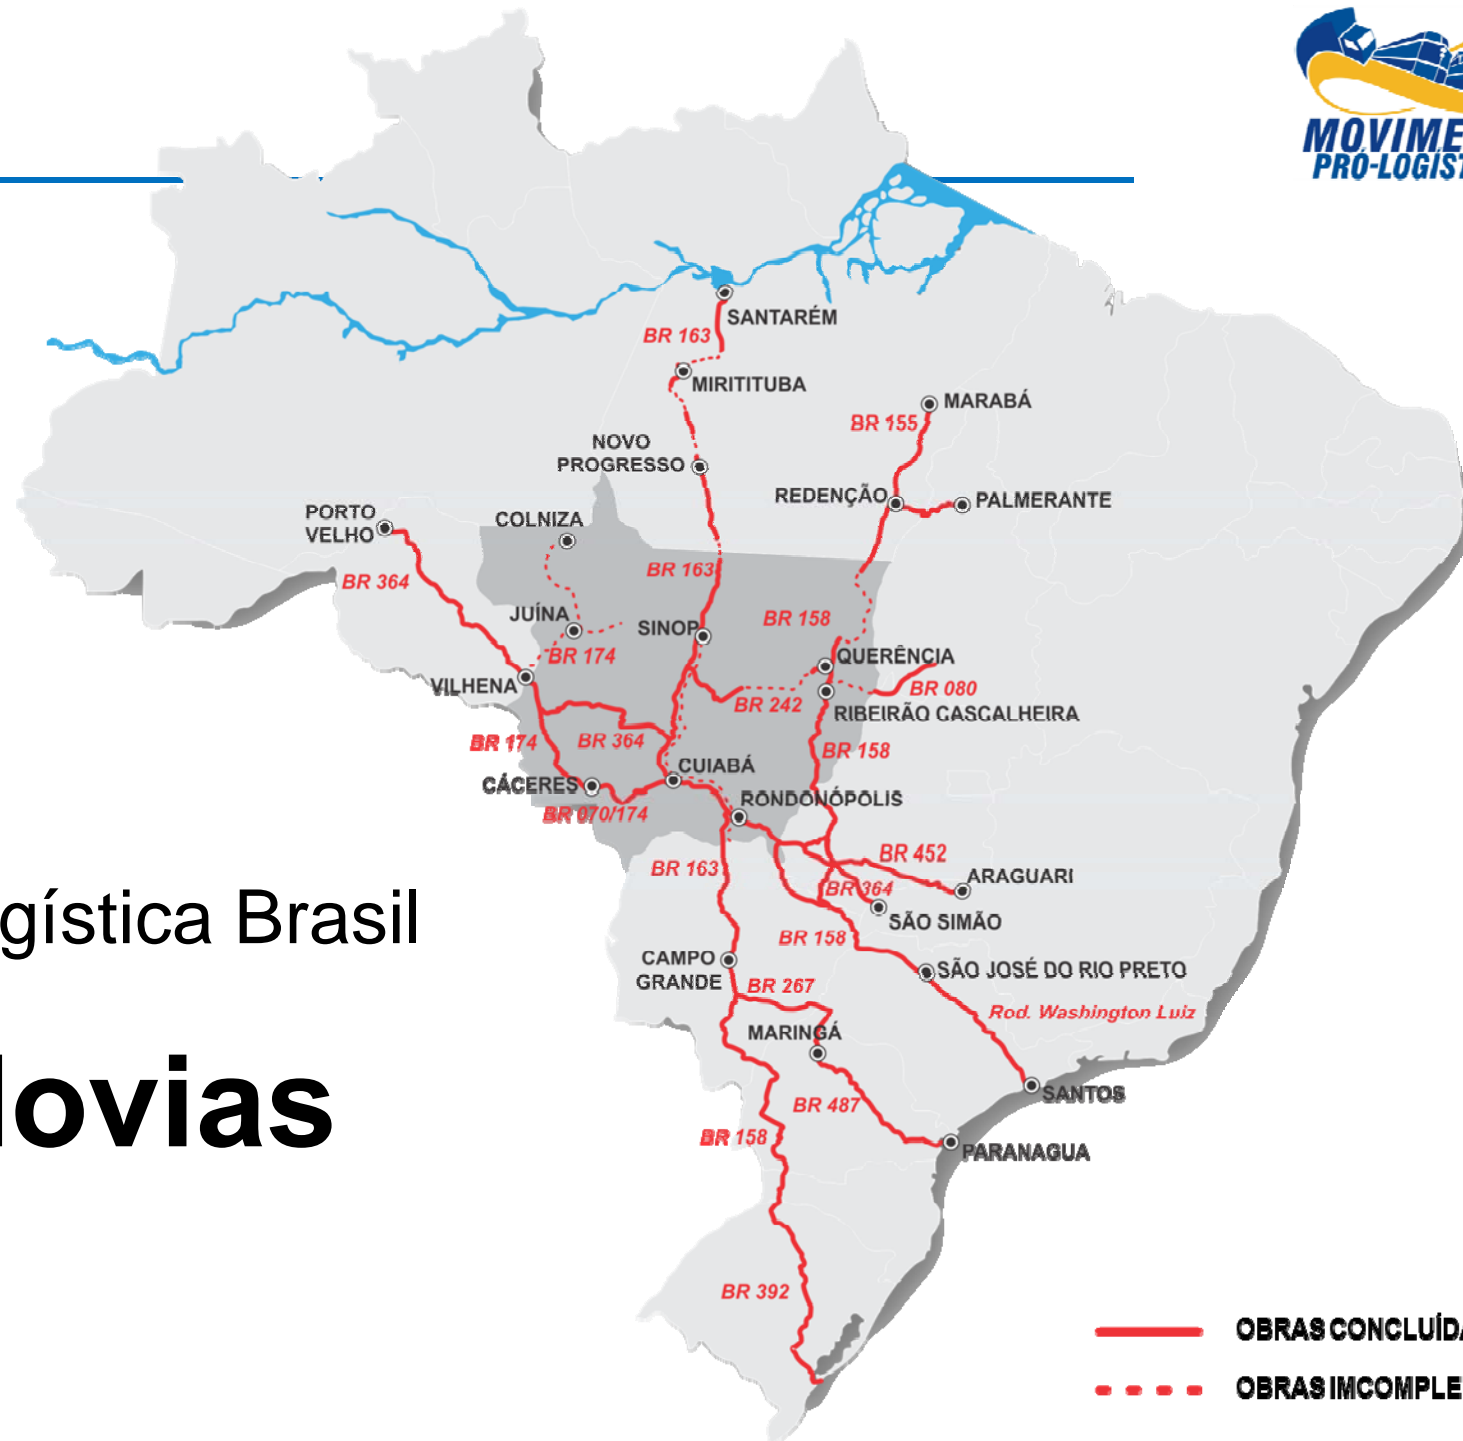 MOVIME
PRÓ-LOGÍST
SANTARÉM
BR 163
MIRITITUBA
MARABÁ
BR 155
NOVO
PROGRESSO
REDENÇÃO
PALMERANTE
PORTO
VELHO
COLNIZA
BR 364
BR 163
JUÍNA
SINOP
BR 158
BR 174
QUERÊNCIA
VILHENA
BR 080
BR 242
RIBEIRÃO CASCALHEIRA
BR 174
BR 364
BR 158
CUIABÁ
CÁCERES
RONDONÓPOLIS
BR 070/174
BR 163
BR 452
ARAGUARI
BR 364
SÃO SIMÃO
gística Brasil
BR 158
CAMPO
GRANDE
SÃO JOSÉ DO RIO PRETO
BR 267
Rod. Washington Luiz
MARINGÁ
SANTOS
BR 487
lovias
BR 158
PARANAGUA
BR 392
OBRAS CONCLUÍDA
OBRAS IMCOMPLE